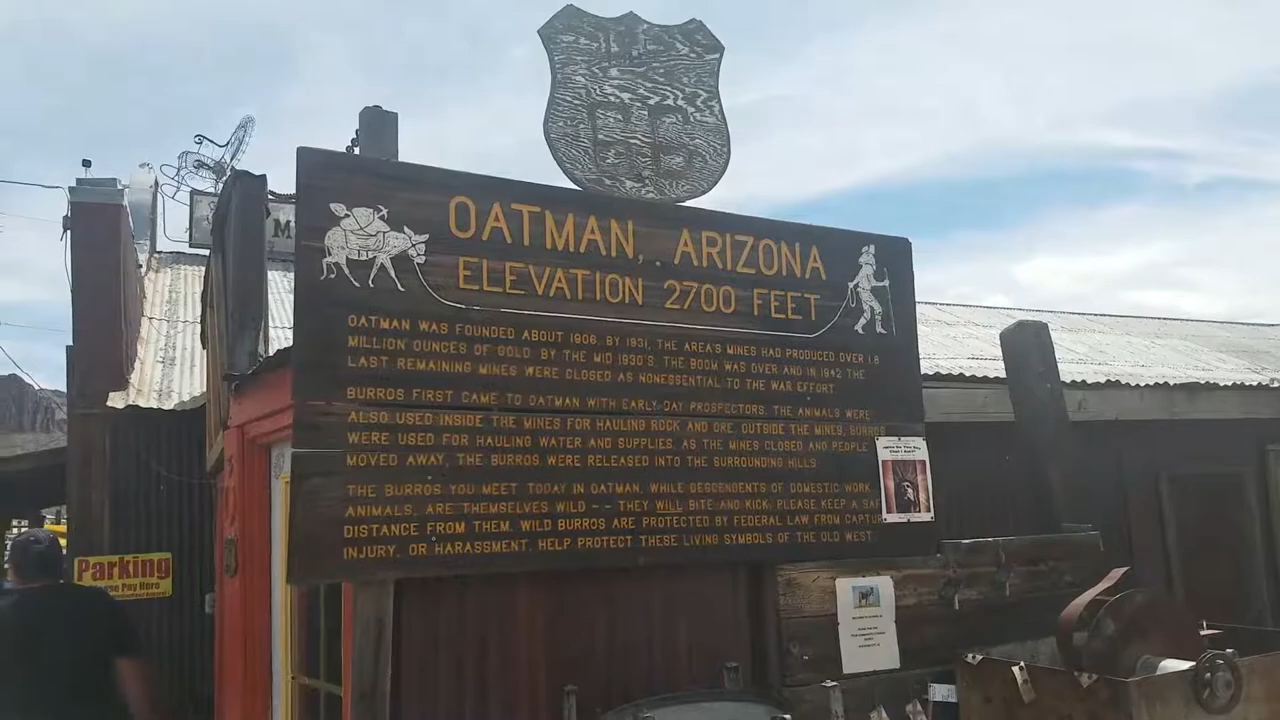 66
M
OATMAN, ARIZONA
ELEVATION 2700 FEET
OATMAN WAS FOUNDED ABOUT 1906. BY 1931, THE AREA'S MINES HAD PRODUCED OVER 1.8
MILLION OUNCES OF GOLD. BY THE MID 1930'S, THE BOOM WAS OVER AND IN 1942 THE
LAST REMAINING MINES WERE CLOSED AS NONESSENTIAL TO THE WAR EFFORT.
BURROS FIRST CAME TO OATMAN WITH EARLY DAY PROSPECTORS. THE ANIMALS WERE
ALSO USED INSIDE THE MINES FOR HAULING ROCK AND ORE. OUTSIDE THE MINES, BURROS
WERE USED FOR HAULING WATER AND SUPPLIES. AS THE MINES CLOSED AND PEOPLE
MOVED AWAY, THE BURROS WERE RELEASED INTO THE SURROUNDING HILLS.
THE BURROS YOU MEET TODAY IN OATMAN, WHILE DESCENDENTS OF DOMESTIC WORK
ANIMALS, ARE THEMSELVES WILD -- THEY WILL BITE AND KICK. PLEASE KEEP A SAF
DISTANCE FROM THEM. WILD BURROS ARE PROTECTED BY FEDERAL LAW FROM CAPTUR
INJURY, OR HARASSMENT. HELP PROTECT THESE LIVING SYMBOLS OF THE OLD WEST.
Parking
Pay Here